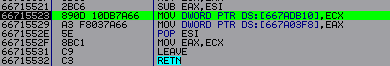 66715521 2BC6 SUB EAX,ESI
66715523 890D 10DB7A66 MOV DWORD PTR DS:[667ADB10],ECX
66715529 A3 F8037A66 MOV DWORD PTR DS:[667A03F8],EAX
6671552E 5E POP ESI
6671552F 8BC1 MOV EAX,ECX
66715531 C9 LEAVE
66715532 C3 RETN